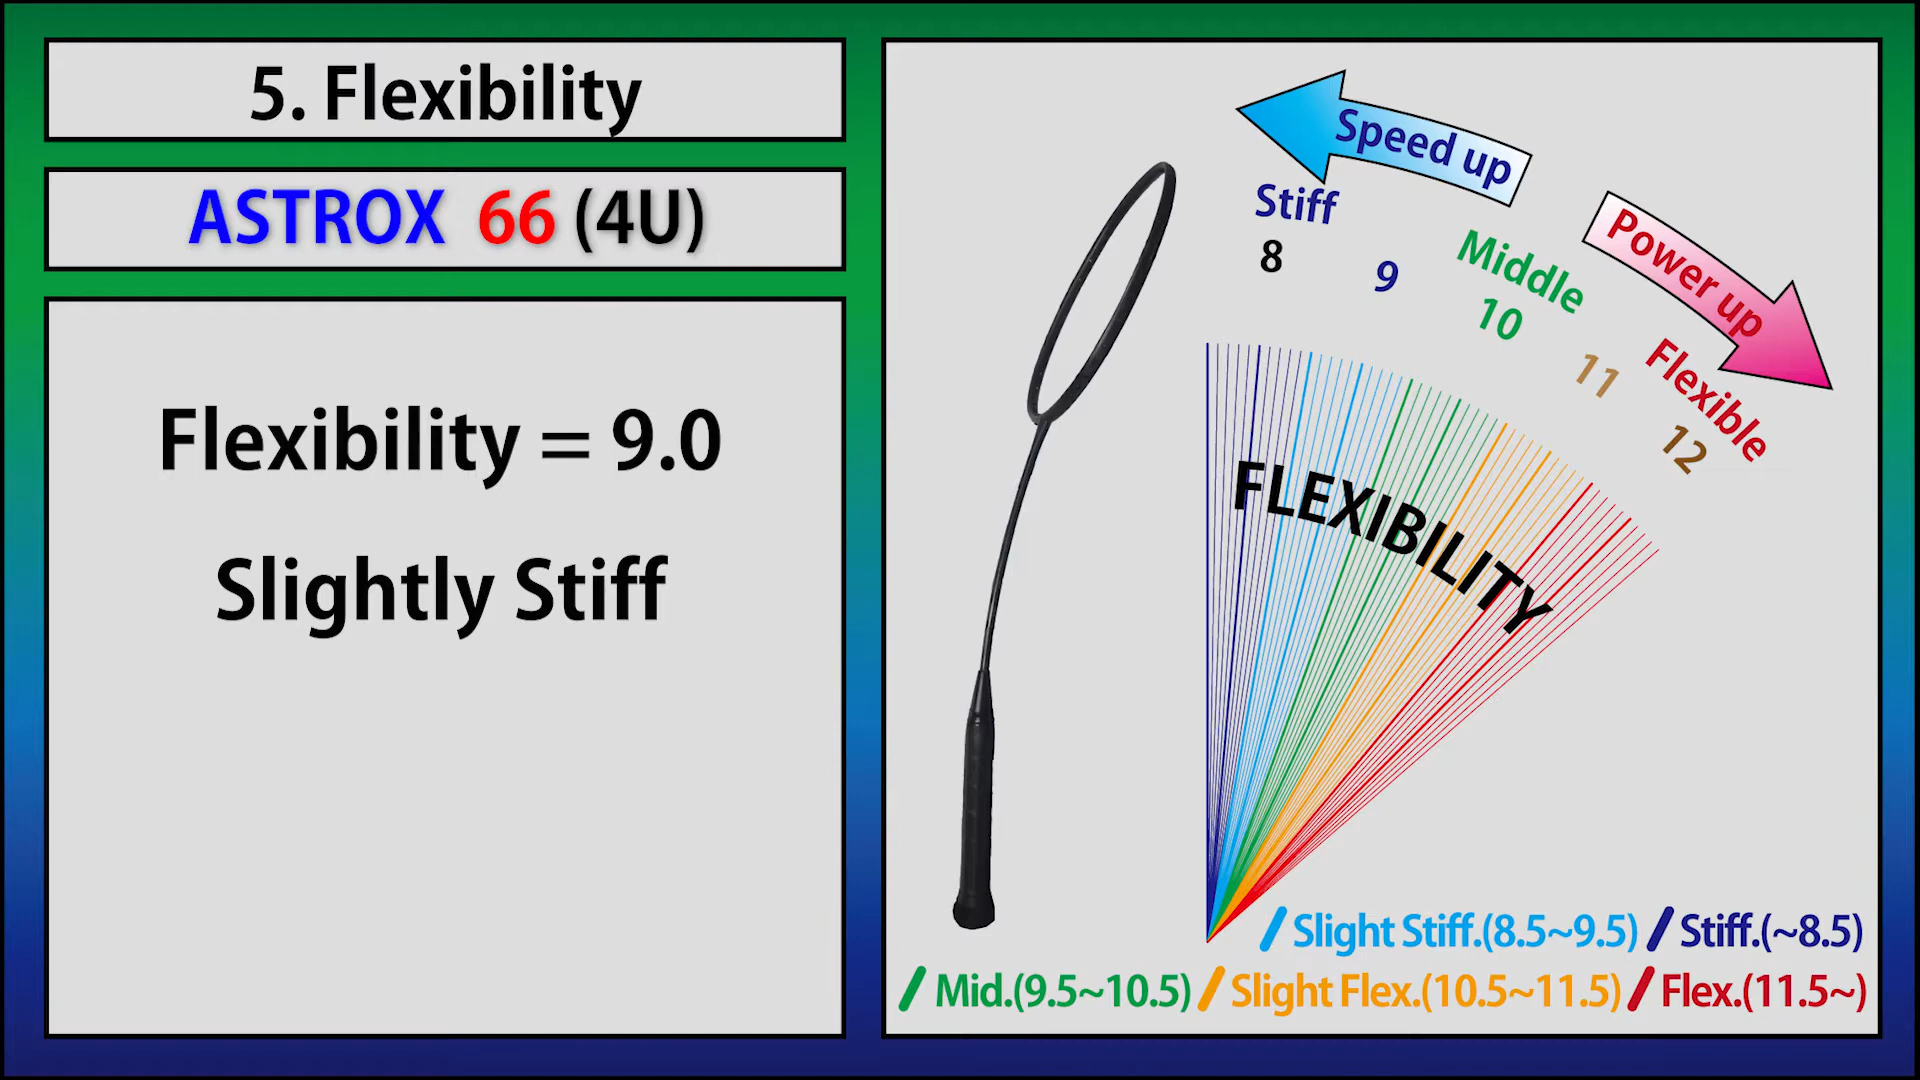 5. Flexibility
ASTROX 66 (4U)
Flexibility = 9.0
Slightly Stiff
Speed up
Power up
Stiff
8
9
Middle
10
11
Flexible
12
FLEXIBILITY
Slight Stiff.(8.5~9.5) Stiff.(~8.5)
Mid.(9.5~10.5) Slight Flex.(10.5~11.5) Flex.(11.5~)